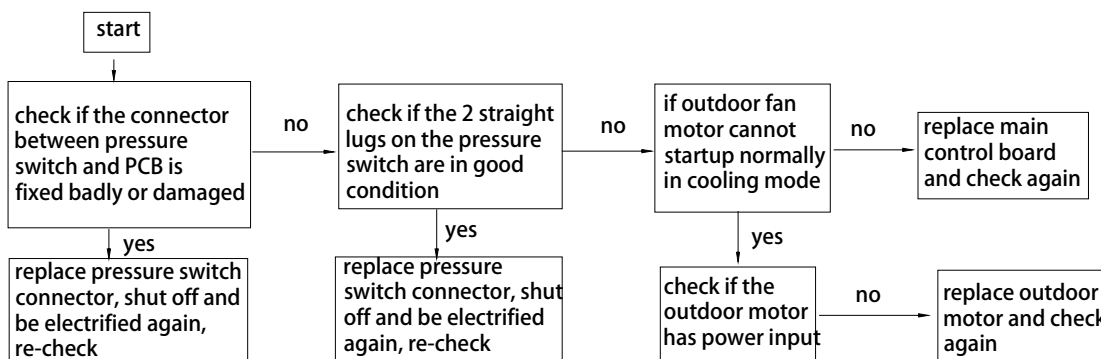 start
check if the connector
between pressure
switch and PCB is
fixed badly or damaged
no
check if the 2 straight
lugs on the pressure
switch are in good
condition
no
if outdoor fan
motor cannot
startup normally
in cooling mode
no
replace main
control board
and check again
yes
replace pressure switch
connector, shut off and
be electrified again,
re-check
yes
replace pressure
switch connector, shut
off and be electrified
again, re-check
yes
check if the
outdoor motor
has power input
no
replace outdoor
motor and check
again